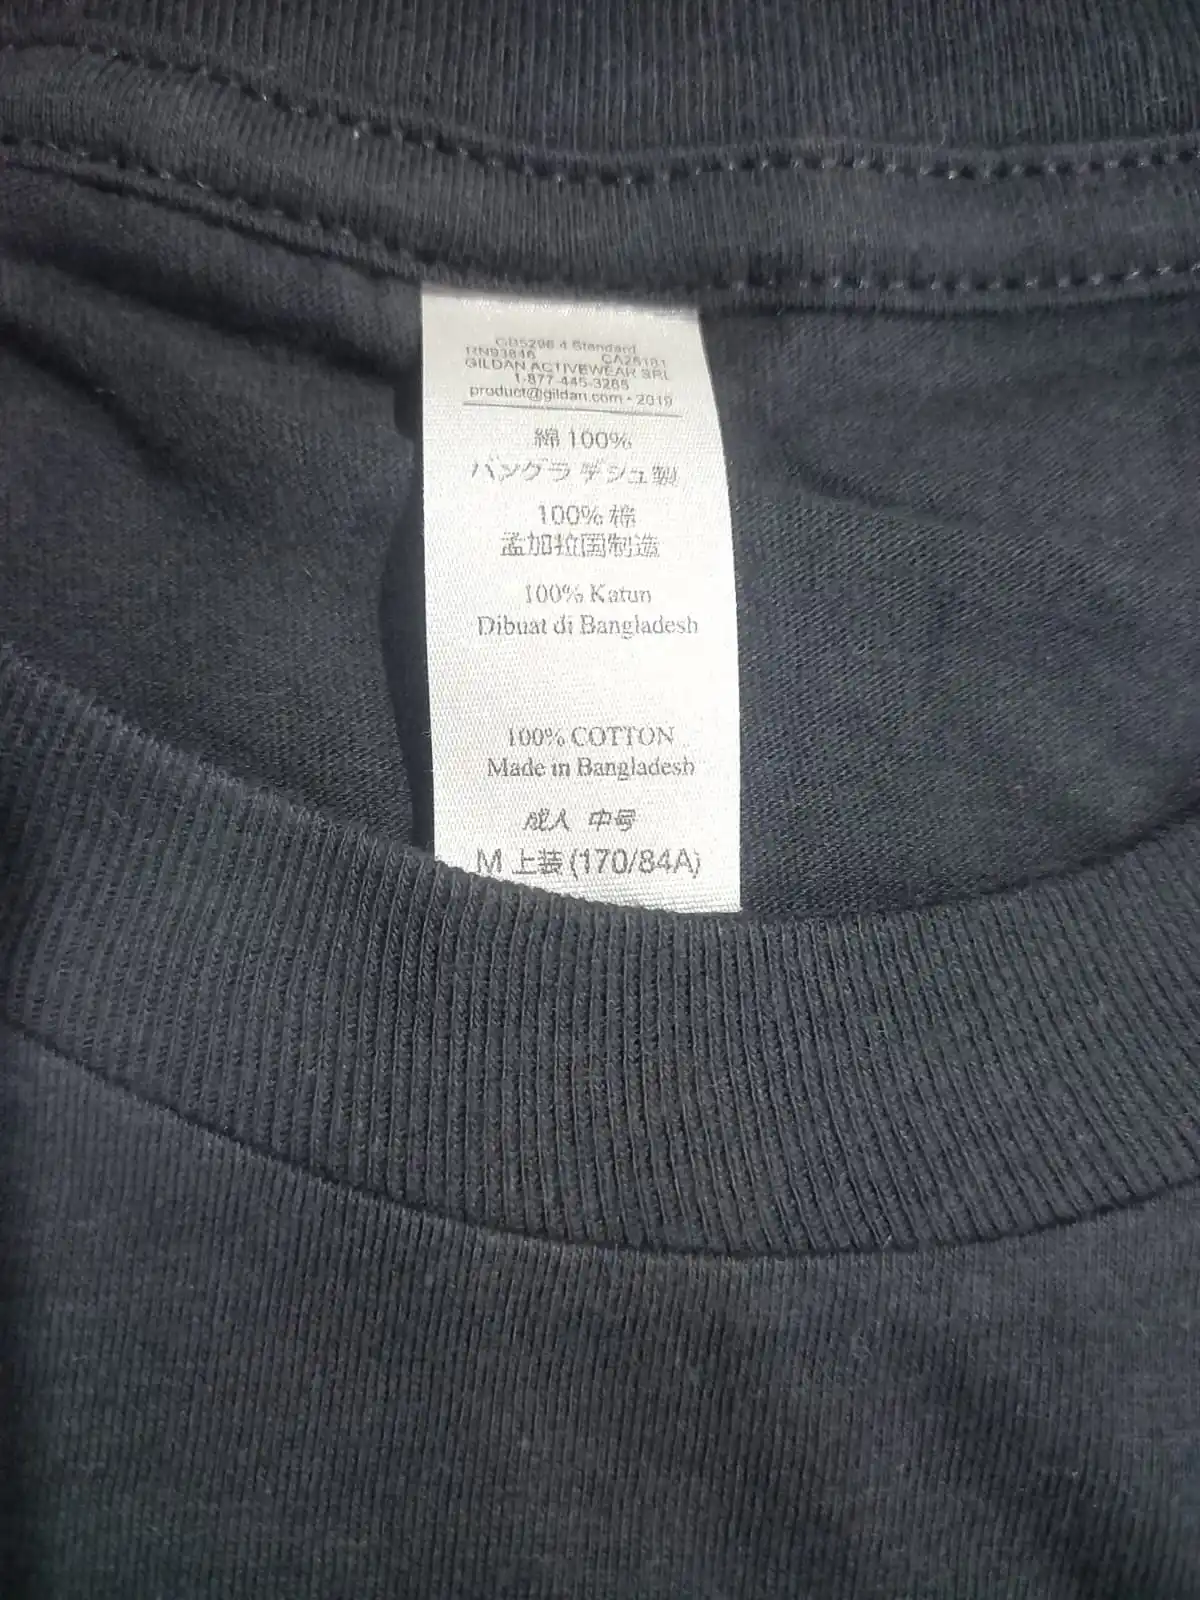 GB5296.4 Standard
RN93846 CA26181
GILDAN ACTIVEWEAR SRL
1-877-445-3265
product@gildan.com • 2019
綿 100%
バングラデシュ製
100% 棉
孟加拉国制造
100% Katun
Dibuat di Bangladesh
100% COTTON
Made in Bangladesh
成人 中号
M 上装 (170/84A)